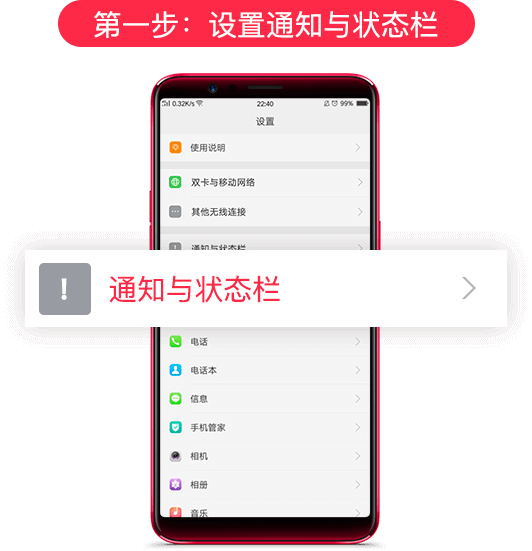 第一步：设置通知与状态栏
0.32K/s 22:40 99%
设置
使用说明
双卡与移动网络
其他无线连接
通知与状态栏
! 通知与状态栏
电话
电话本
信息
手机管家
相机
相册
音乐